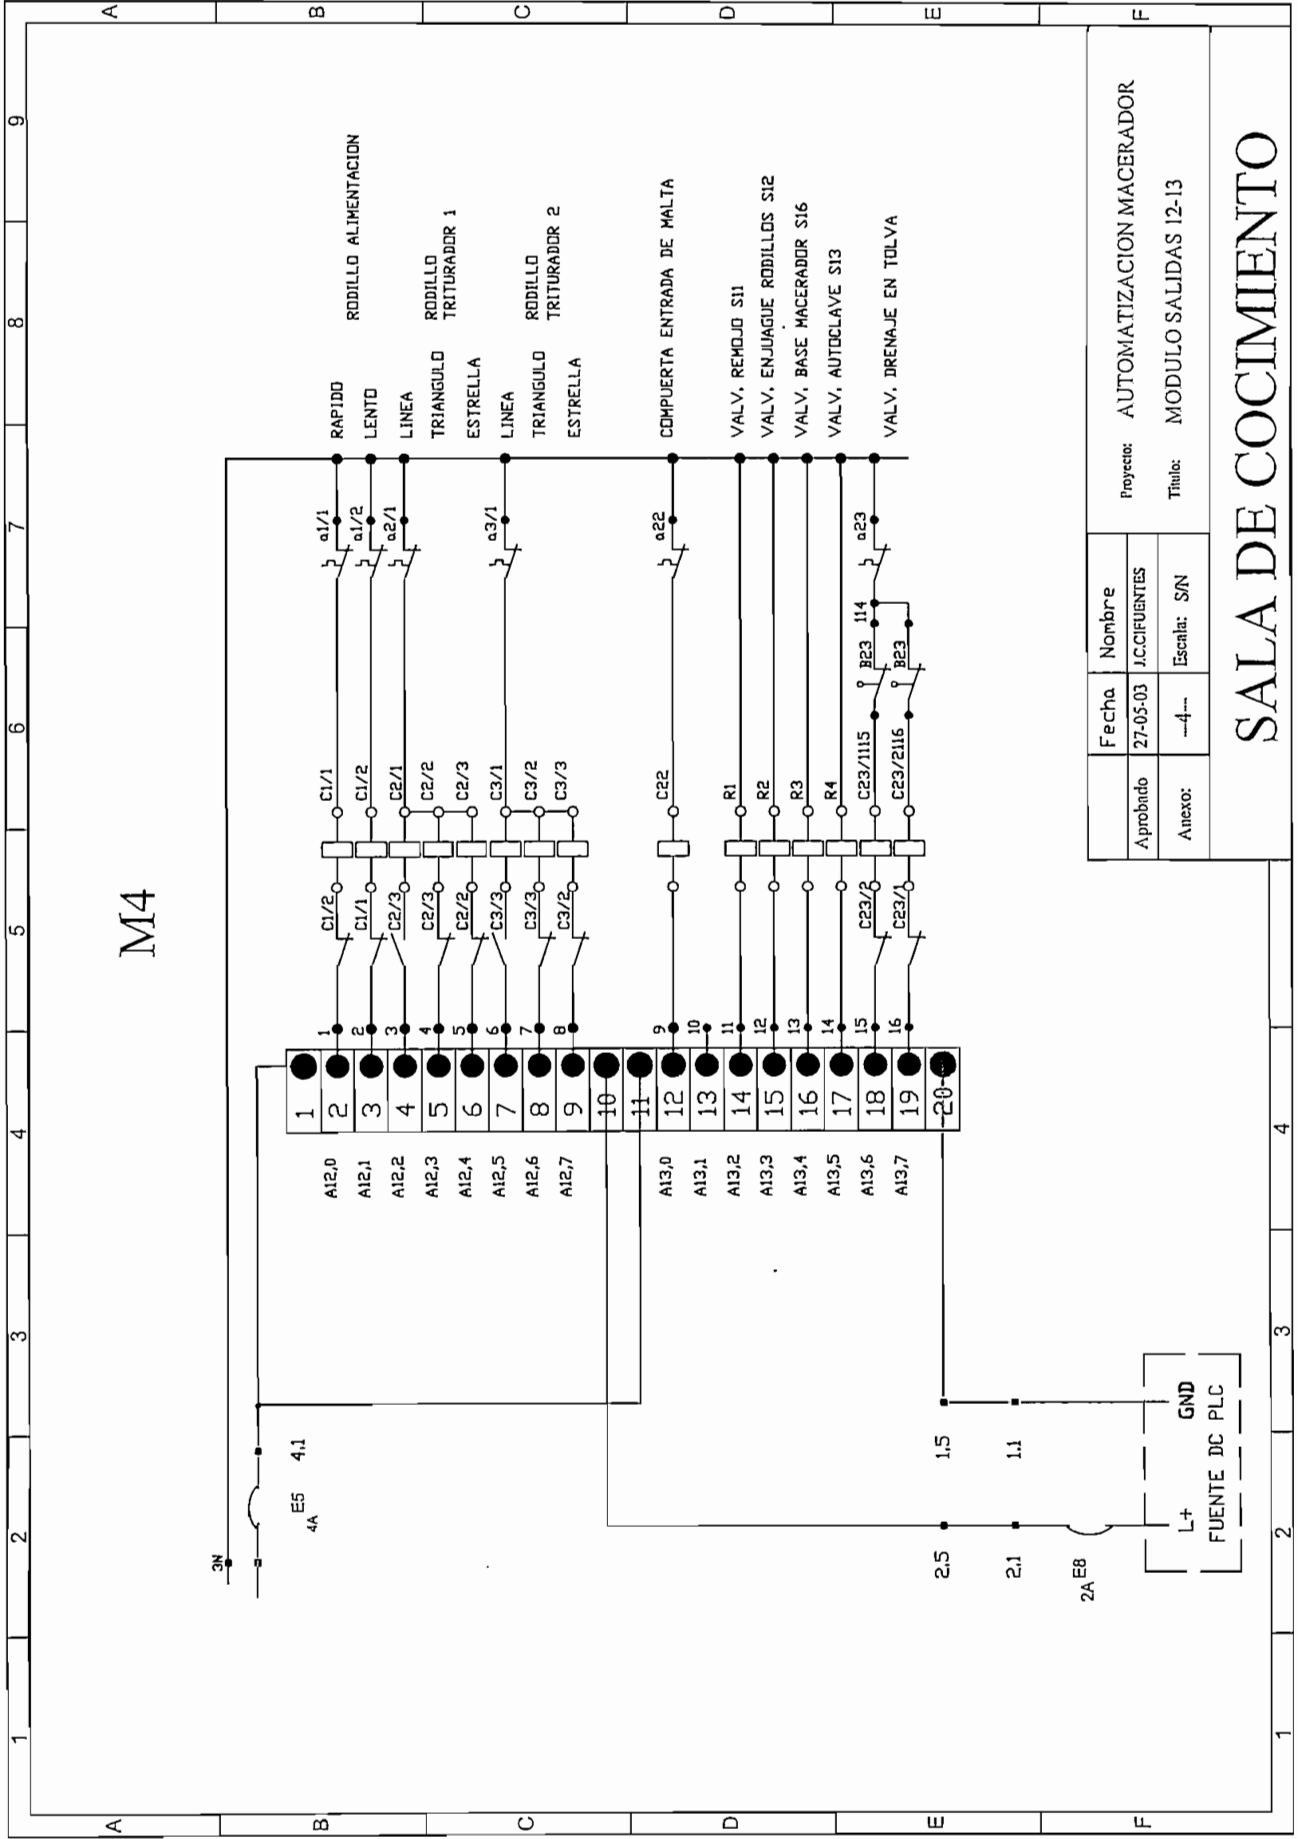 M4
1 2 3 4 5 6 7 8 9
A B C D E F
3N
E5
4A
4.1
1 2 3 4 5 6 7 8 9 10 11 12 13 14 15 16 17 18 19 20
A12,0 1 C1/2 C1/1 a1/1 RAPIDO
A12,1 2 C1/1 C1/2 a1/2 LENTO
RODILLO ALIMENTACION
A12,2 3 C2/3 C2/1 a2/1 LINEA
A12,3 4 C2/3 C2/2 TRIANGULO
A12,4 5 C2/2 C2/3 ESTRELLA
RODILLO
TRITURADOR 1
A12,5 6 C3/3 C3/1 a3/1 LINEA
A12,6 7 C3/3 C3/2 TRIANGULO
A12,7 8 C3/2 C3/3 ESTRELLA
RODILLO
TRITURADOR 2
A13,0 9 C22 a22 COMPUERTA ENTRADA DE MALTA
A13,1 10
A13,2 11 R1 VALV. REMOJO S11
A13,3 12 R2 VALV. ENJUAGUE RODILLOS S12
A13,4 13 R3 VALV. BASE MACERADOR S16
A13,5 14 R4 VALV. AUTOCLAVE S13
A13,6 15 C23/2 C23/1115 B23 114 a23 VALV. DRENAJE EN TOLVA
A13,7 16 C23/1 C23/2116 B23
2.5 1.5
2.1 1.1
2A E8
L+ GND
FUENTE DC PLC
Fecha Nombre
Aprobado 27-05-03 J.C.CIFUENTES
Anexo: --4-- Escala: S/N
Proyecto: AUTOMATIZACION MACERADOR
Titulo: MODULO SALIDAS 12-13
SALA DE COCIMIENTO
1 2 3 4
A B C D E F